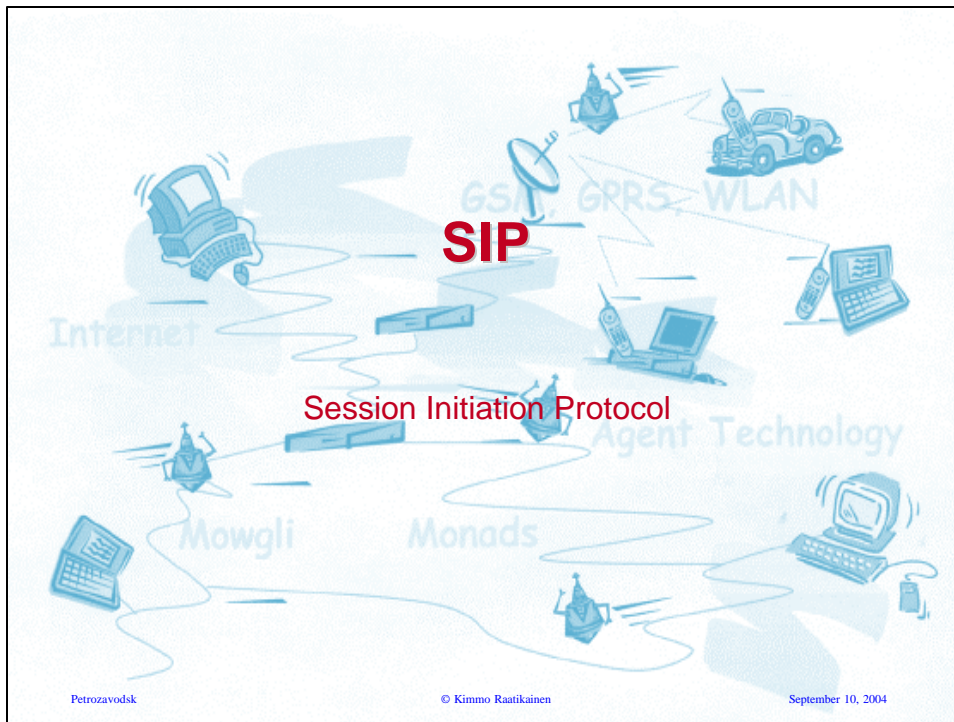 GSM, GPRS, WLAN
SIP
Internet
Session Initiation Protocol
Agent Technology
Mowgli Monads
Petrozavodsk © Kimmo Raatikainen September 10, 2004